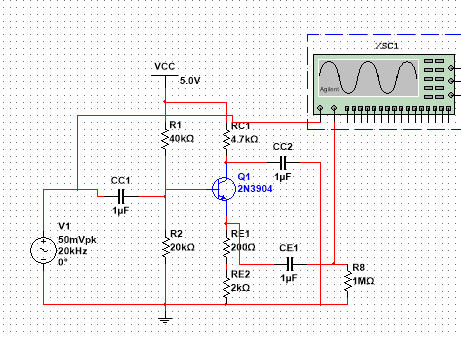 XSC1
VCC
5.0V
Agilent
R1
40kΩ
RC1
4.7kΩ
CC2
1µF
CC1
1µF
Q1
2N3904
V1
50mVpk
20kHz
0°
R2
20kΩ
RE1
200Ω
CE1
1µF
RE2
2kΩ
R8
1MΩ